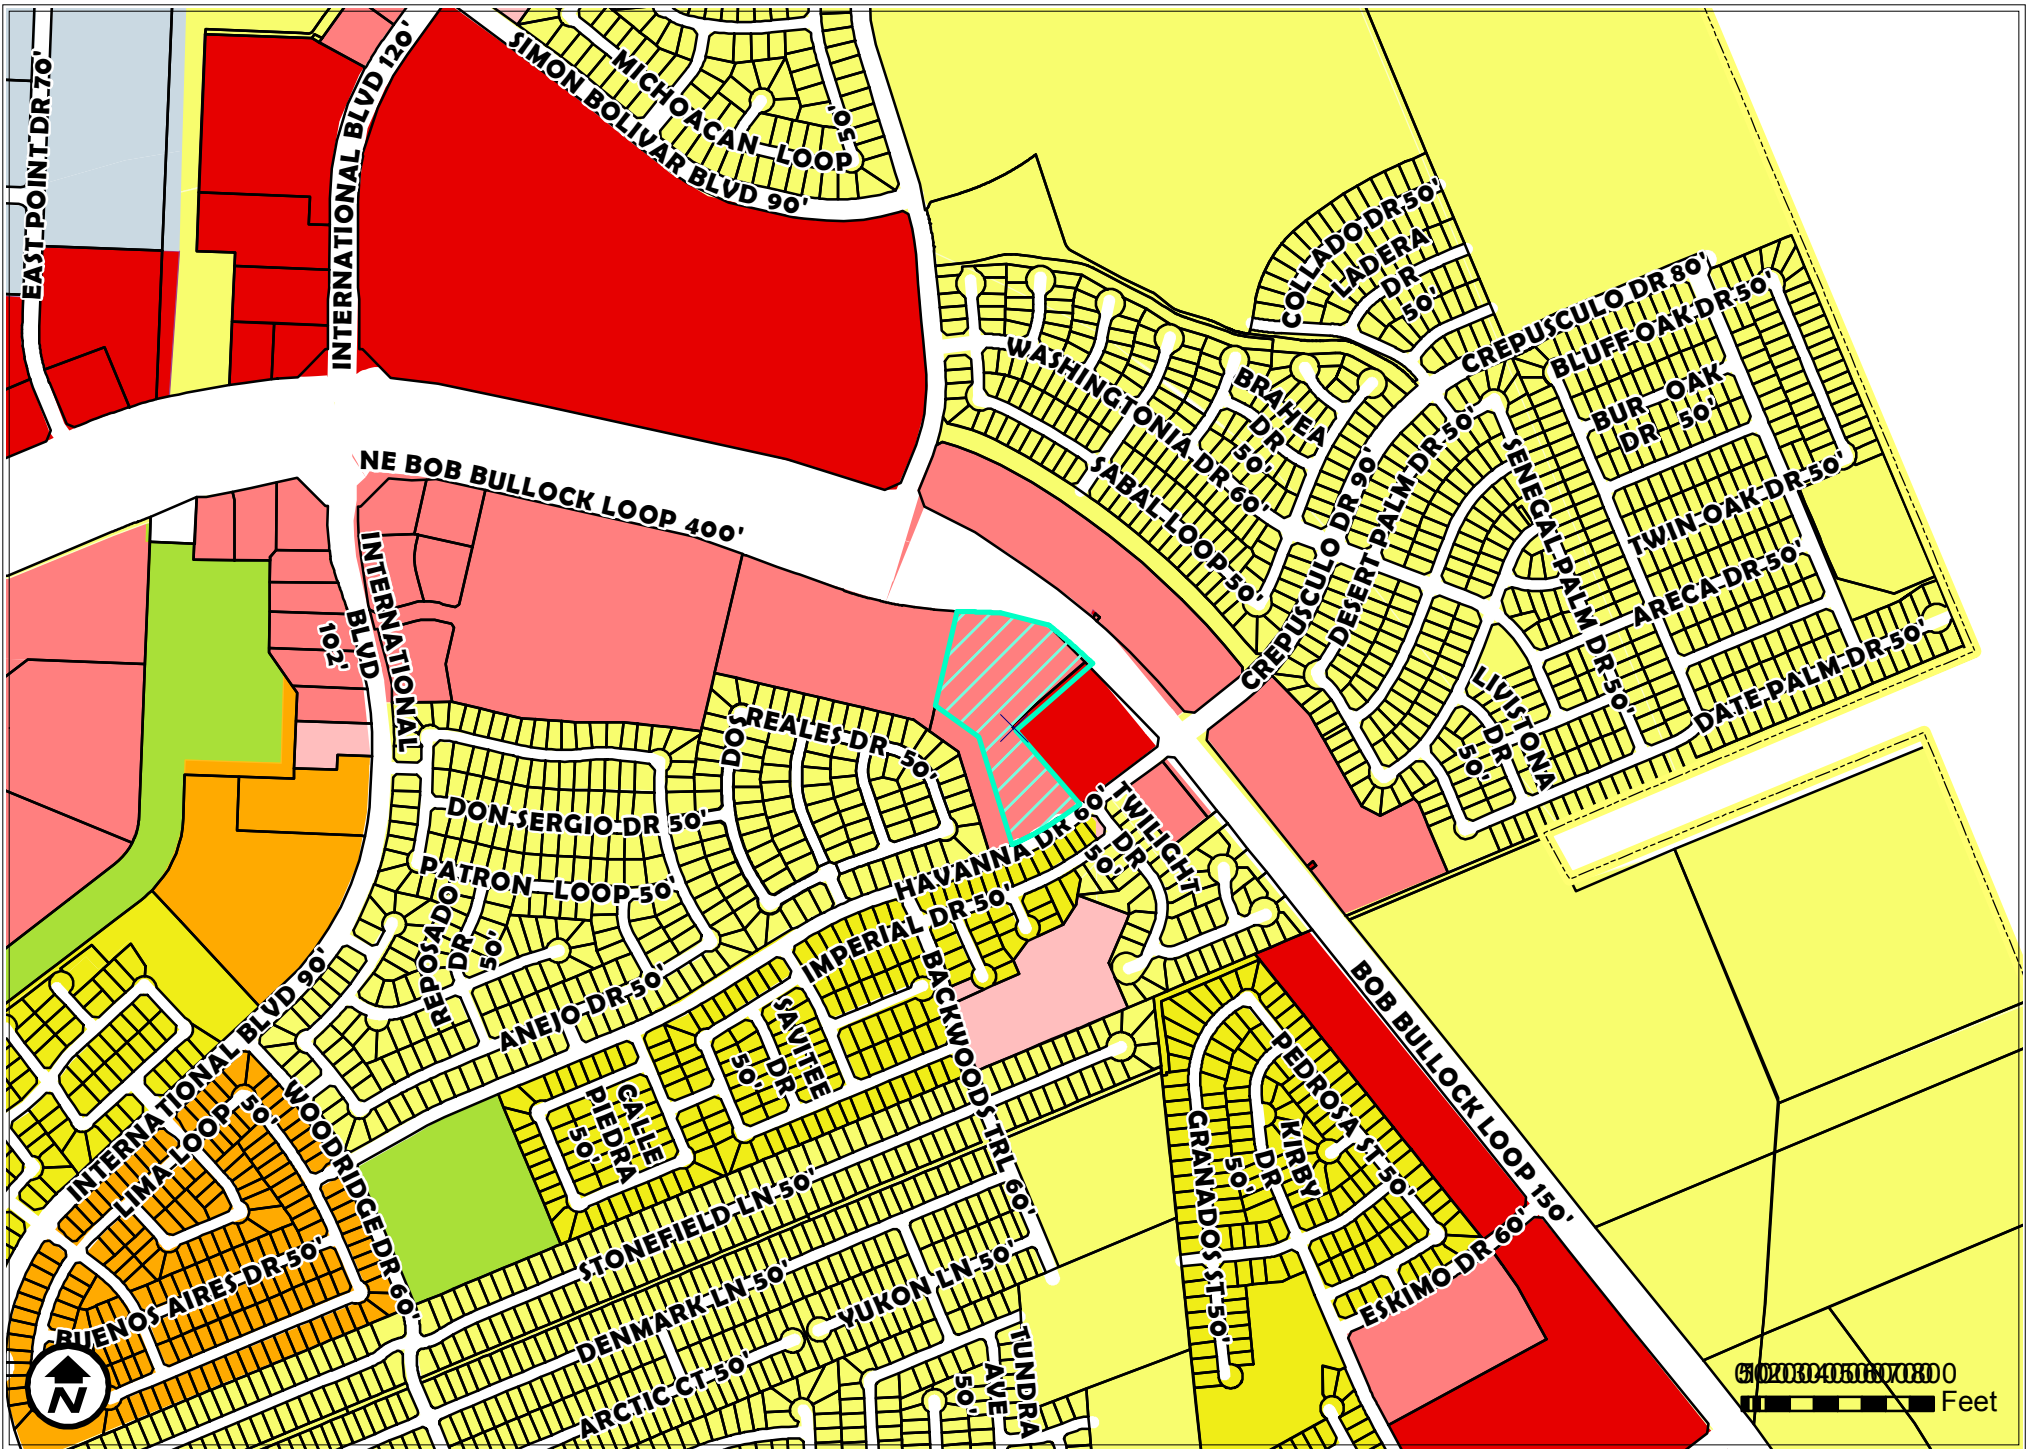 EAST POINT DR 70'
INTERNATIONAL BLVD 120'
SIMON BOLIVAR BLVD 90'
MICHOACAN LOOP
50'
COLLADO DR 50'
LADERA
DR
50'
CREPUSCULO DR 80'
BLUFF OAK DR 50'
BUR OAK
DR 50'
TWIN OAK DR 50'
ARECA DR 50'
DATE PALM DR 50'
SENEGAL PALM DR 50'
LIVISTONA
DR
50'
WASHINGTONIA DR 60'
BRAHEA
DR
50'
SABAL LOOP 50'
CREPUSCULO DR 90'
DESERT PALM DR 50'
NE BOB BULLOCK LOOP 400'
INTERNATIONAL
BLVD
102'
DOS REALES DR 50'
DON SERGIO DR 50'
PATRON LOOP 50'
REPOSADO
DR
50'
ANEJO DR 50'
HAVANNA DR 60'
TWILIGHT
DR
50'
IMPERIAL DR 50'
BACKWOODS TRL 60'
SAVITEE
DR
50'
CALLE
PIEDRA
50'
INTERNATIONAL BLVD 90'
LIMA LOOP 50'
WOODRIDGE DR 60'
BUENOS AIRES DR 50'
STONEFIELD LN 50'
DENMARK LN 50'
YUKON LN 50'
ARCTIC CT 50'
TUNDRA
AVE
50'
BOB BULLOCK LOOP 150'
PEDROSA ST 50'
KIRBY
DR
50'
GRANADOS ST 50'
ESKIMO DR 60'
N
Feet